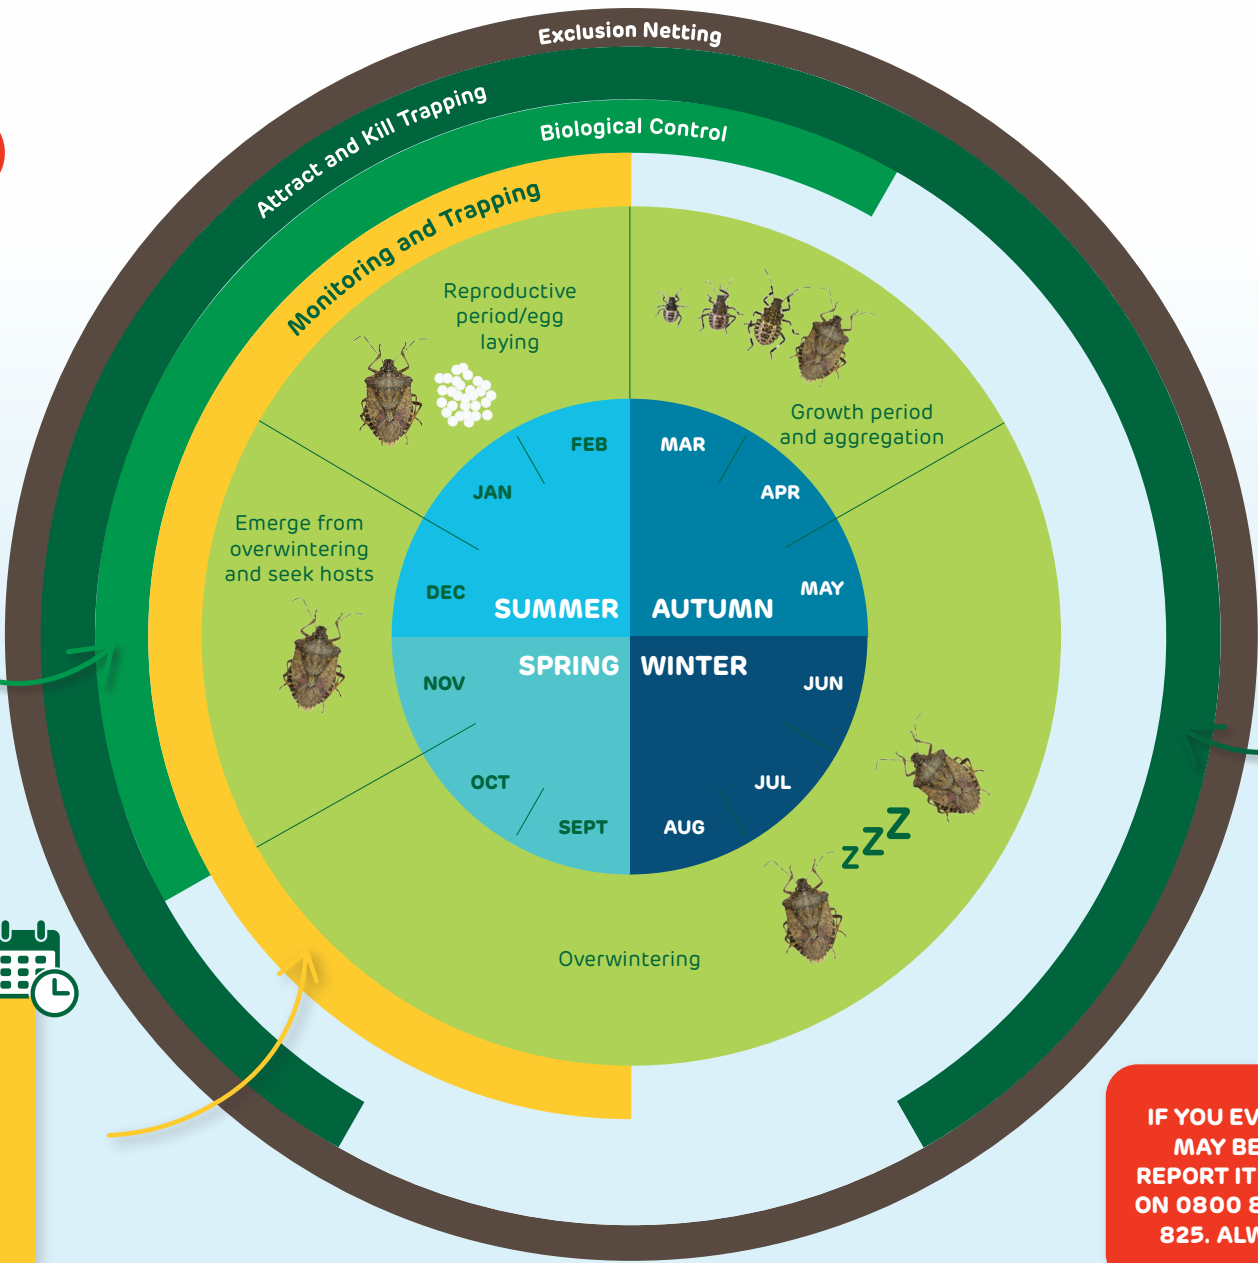 Exclusion Netting
Attract and Kill Trapping
Biological Control
Monitoring and Trapping
Reproductive
period/egg
laying
Growth period
and aggregation
Emerge from
overwintering
and seek hosts
FEB
MAR
JAN
APR
DEC
MAY
SUMMER
AUTUMN
SPRING
WINTER
NOV
JUN
OCT
JUL
SEPT
AUG
z z z
Overwintering
IF YOU EV
MAY BE
REPORT IT
ON 0800 8
825. ALW